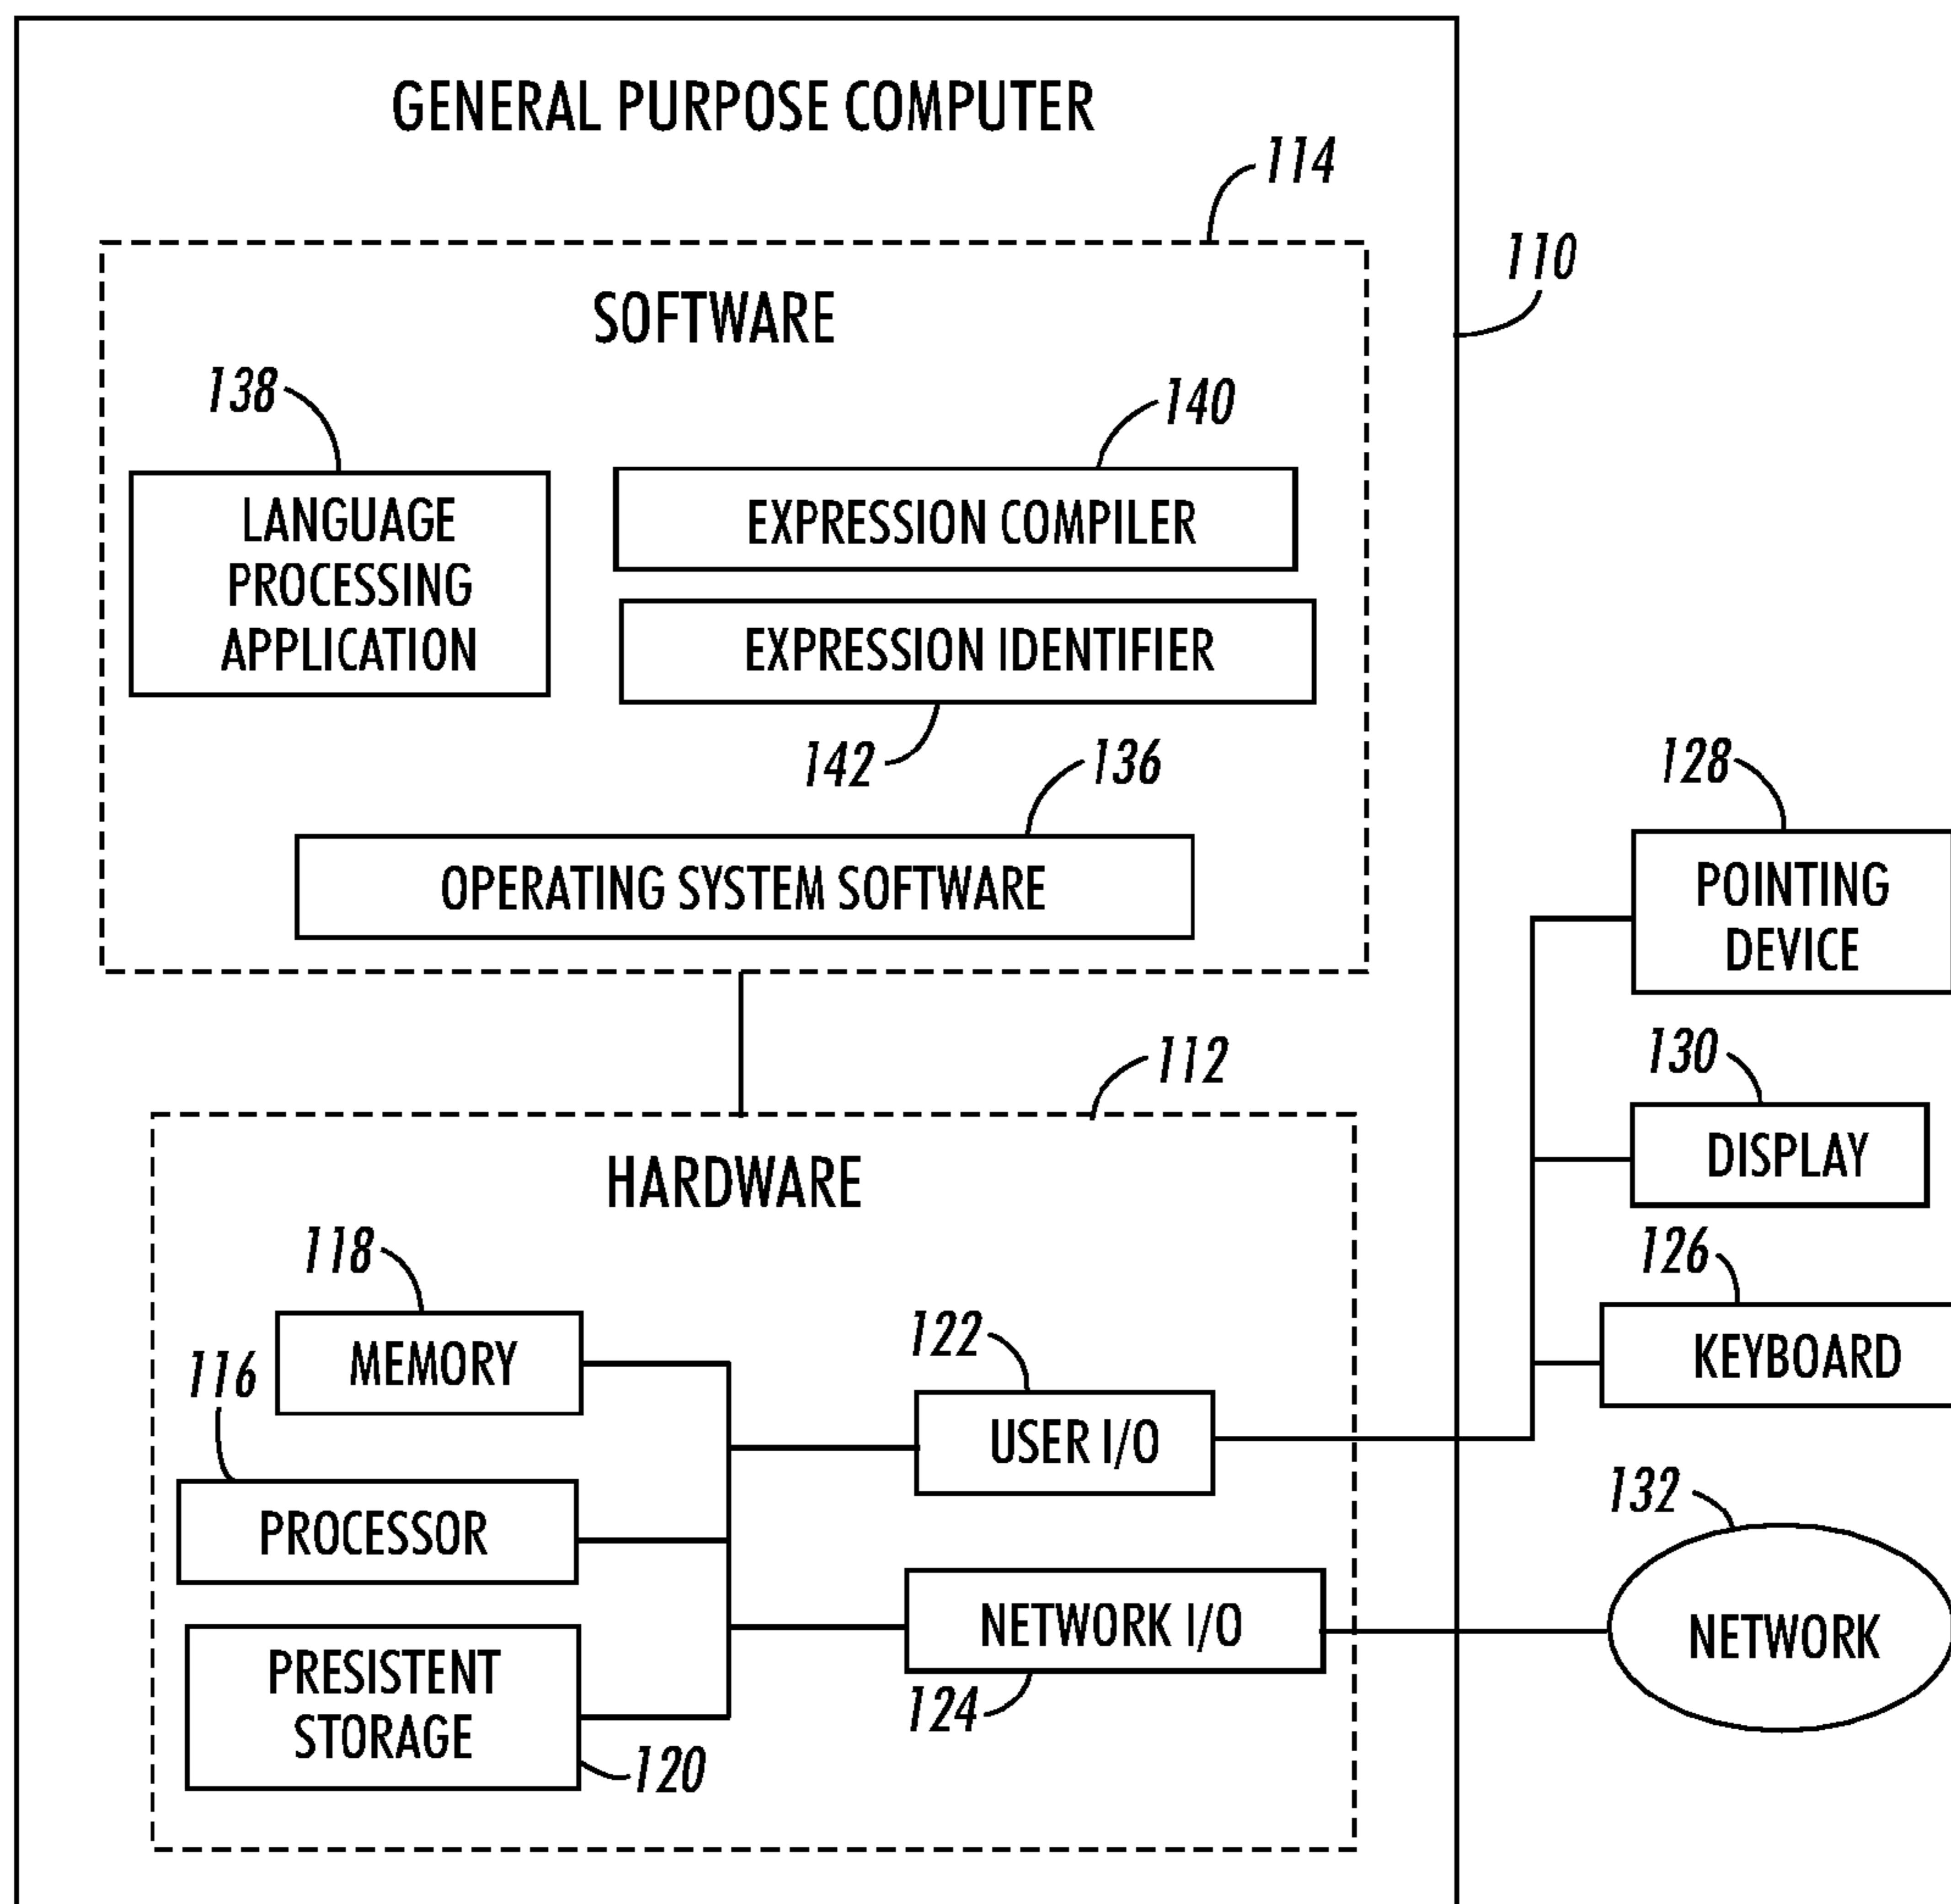 GENERAL PURPOSE COMPUTER
114
110
SOFTWARE
138
140
LANGUAGE
PROCESSING
APPLICATION
EXPRESSION COMPILER
EXPRESSION IDENTIFIER
142
136
OPERATING SYSTEM SOFTWARE
128
POINTING
DEVICE
130
DISPLAY
126
KEYBOARD
112
HARDWARE
118
MEMORY
122
USER I/O
116
PROCESSOR
132
NETWORK
NETWORK I/O
124
PRESISTENT
STORAGE
120